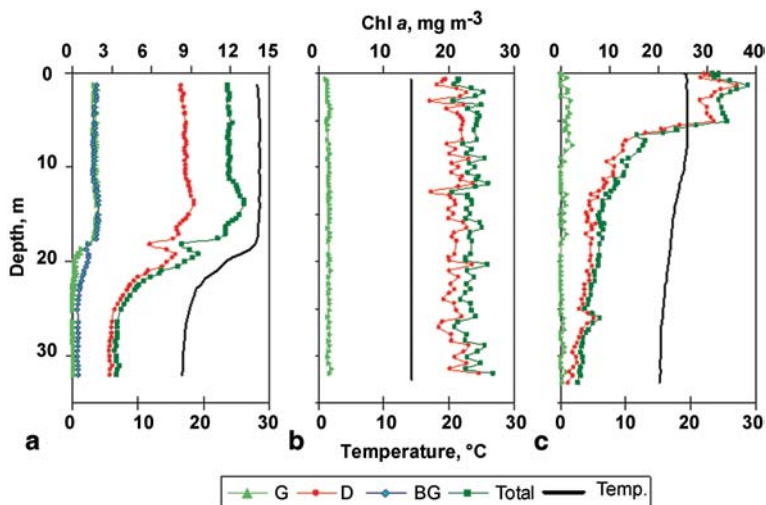 Chl a, mg m-3
0 3 6 9 12 15 0 10 20 30 0 10 20 30 40
Depth, m
0
10
20
30
0 10 20 30 0 10 20 30 0 10 20 30
a b c
Temperature, °C
G D BG Total Temp.